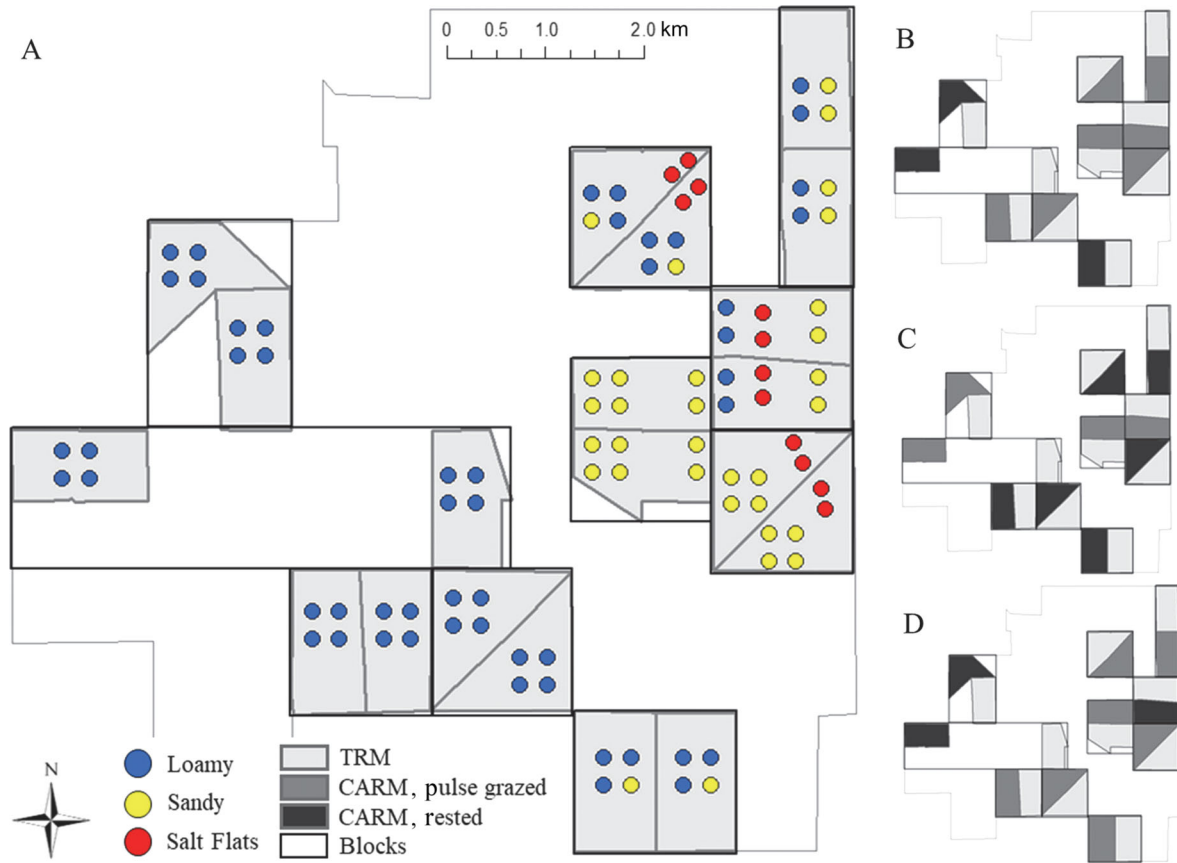 A
0 0.5 1.0 2.0 km
B
C
D
N
Loamy
Sandy
Salt Flats
TRM
CARM, pulse grazed
CARM, rested
Blocks